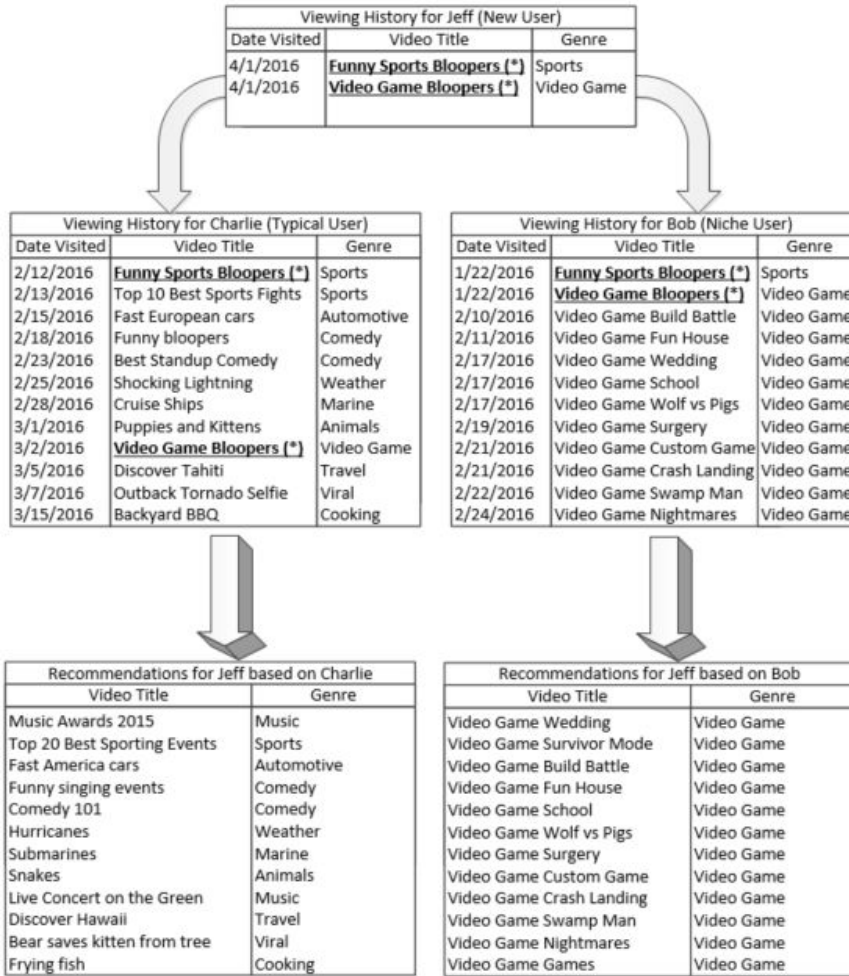 Viewing History for Jeff (New User)
Date Visited Video Title Genre
4/1/2016 Funny Sports Bloopers (*) Sports
4/1/2016 Video Game Bloopers (*) Video Game
Viewing History for Charlie (Typical User)
Date Visited Video Title Genre
2/12/2016 Funny Sports Bloopers (*) Sports
2/13/2016 Top 10 Best Sports Fights Sports
2/15/2016 Fast European cars Automotive
2/18/2016 Funny bloopers Comedy
2/23/2016 Best Standup Comedy Comedy
2/25/2016 Shocking Lightning Weather
2/28/2016 Cruise Ships Marine
3/1/2016 Puppies and Kittens Animals
3/2/2016 Video Game Bloopers (*) Video Game
3/5/2016 Discover Tahiti Travel
3/7/2016 Outback Tornado Selfie Viral
3/15/2016 Backyard BBQ Cooking
Viewing History for Bob (Niche User)
Date Visited Video Title Genre
1/22/2016 Funny Sports Bloopers (*) Sports
1/22/2016 Video Game Bloopers (*) Video Game
2/10/2016 Video Game Build Battle Video Game
2/11/2016 Video Game Fun House Video Game
2/17/2016 Video Game Wedding Video Game
2/17/2016 Video Game School Video Game
2/17/2016 Video Game Wolf vs Pigs Video Game
2/19/2016 Video Game Surgery Video Game
2/21/2016 Video Game Custom Game Video Game
2/21/2016 Video Game Crash Landing Video Game
2/22/2016 Video Game Swamp Man Video Game
2/24/2016 Video Game Nightmares Video Game
Recommendations for Jeff based on Charlie
Video Title Genre
Music Awards 2015 Music
Top 20 Best Sporting Events Sports
Fast America cars Automotive
Funny singing events Comedy
Comedy 101 Comedy
Hurricanes Weather
Submarines Marine
Snakes Animals
Live Concert on the Green Music
Discover Hawaii Travel
Bear saves kitten from tree Viral
Frying fish Cooking
Recommendations for Jeff based on Bob
Video Title Genre
Video Game Wedding Video Game
Video Game Survivor Mode Video Game
Video Game Build Battle Video Game
Video Game Fun House Video Game
Video Game School Video Game
Video Game Wolf vs Pigs Video Game
Video Game Surgery Video Game
Video Game Custom Game Video Game
Video Game Crash Landing Video Game
Video Game Swamp Man Video Game
Video Game Nightmares Video Game
Video Game Games Video Game